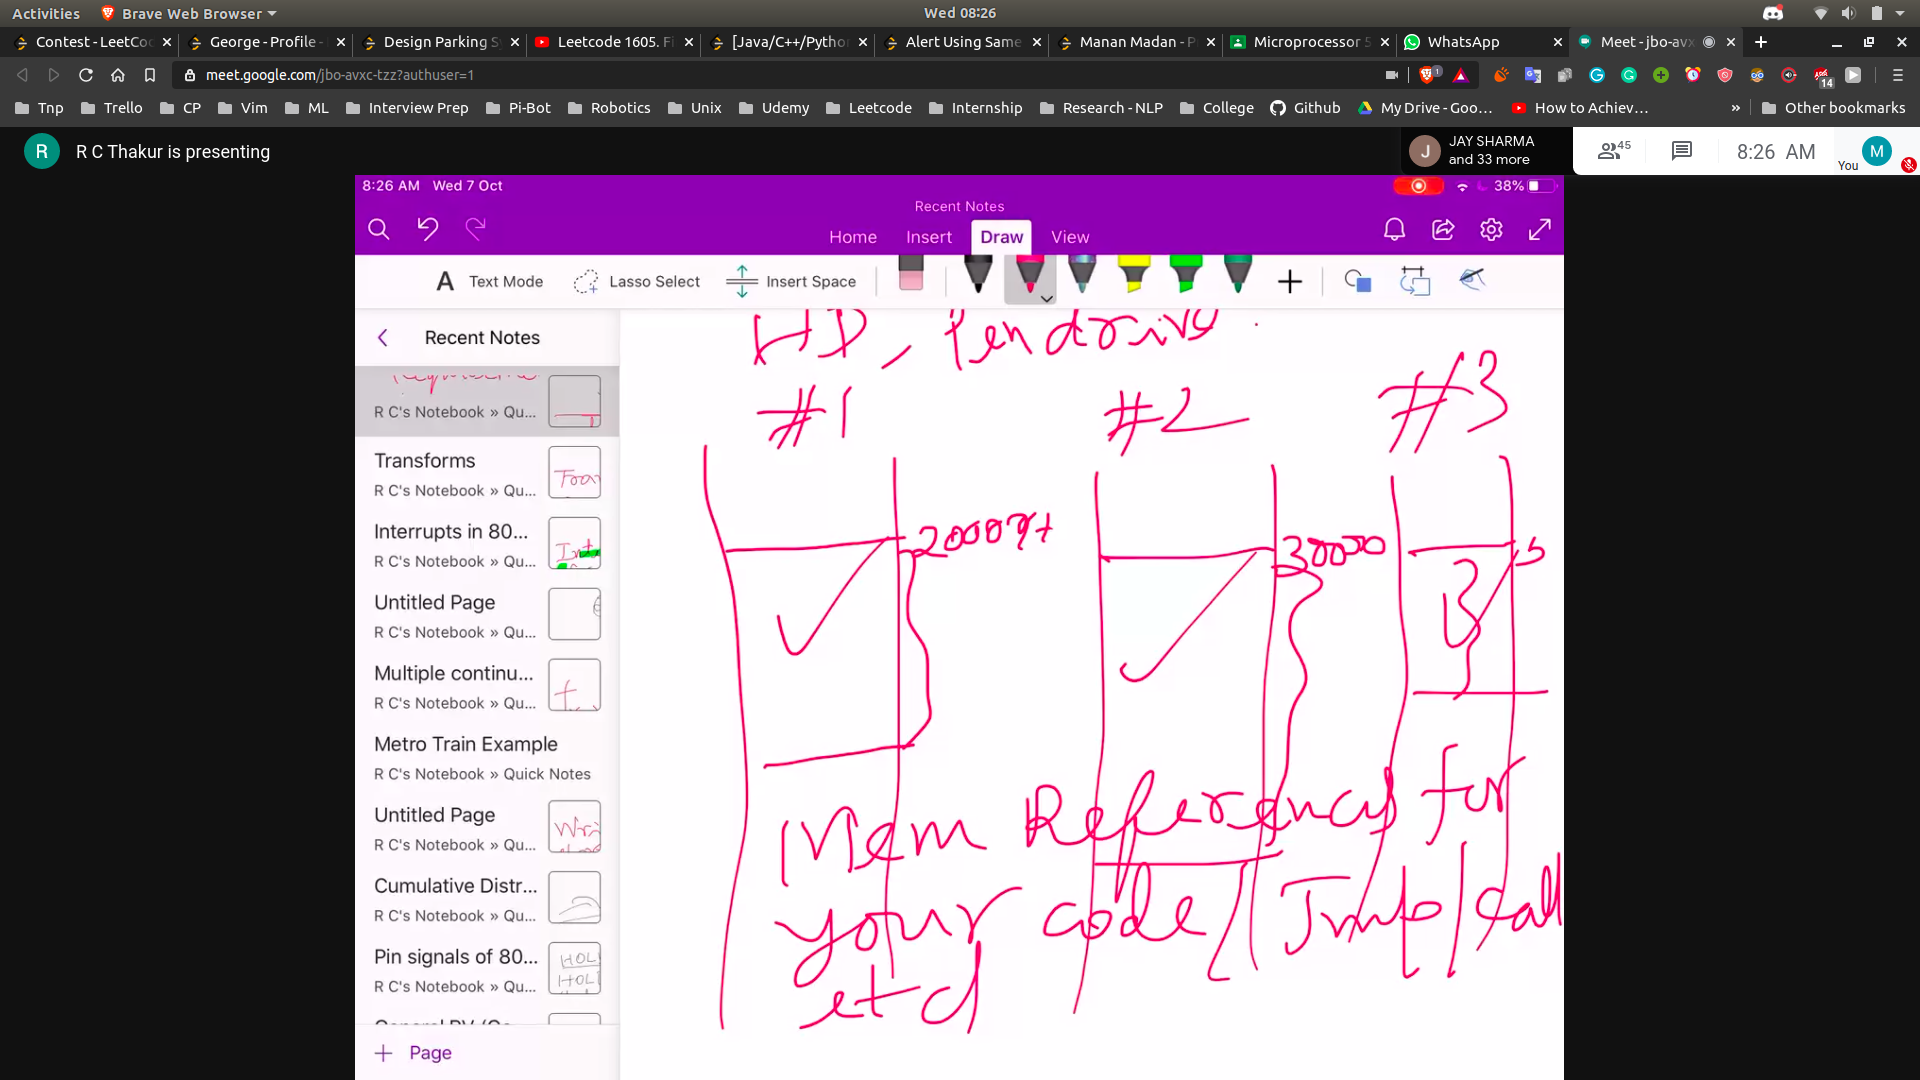 Activities Brave Web Browser Wed 08:26
Contest - LeetCo George - Profile - Design Parking S Leetcode 1605. Fi [Java/C++/Pytho Alert Using Same Manan Madan - P Microprocessor S WhatsApp Meet - jbo-avx
meet.google.com/jbo-avxc-tzz?authuser=1 1 14
Tnp Trello CP Vim ML Interview Prep Pi-Bot Robotics Unix Udemy Leetcode Internship Research - NLP College Github My Drive - Goo... How to Achiev... » Other bookmarks
R R C Thakur is presenting J JAY SHARMA
and 33 more 45 8:26 AM You M
8:26 AM Wed 7 Oct 38%
Recent Notes
Home Insert Draw View
A Text Mode Lasso Select Insert Space
Recent Notes
R C's Notebook » Qu...
Transforms
R C's Notebook » Qu...
Interrupts in 80...
R C's Notebook » Qu...
Untitled Page
R C's Notebook » Qu...
Multiple continu...
R C's Notebook » Qu...
Metro Train Example
R C's Notebook » Quick Notes
Untitled Page
R C's Notebook » Qu...
Cumulative Distr...
R C's Notebook » Qu...
Pin signals of 80...
R C's Notebook » Qu...
+ Page
HD, Pendrive
#1 #2 #3
Mem Referency for
your code / Jmp / call